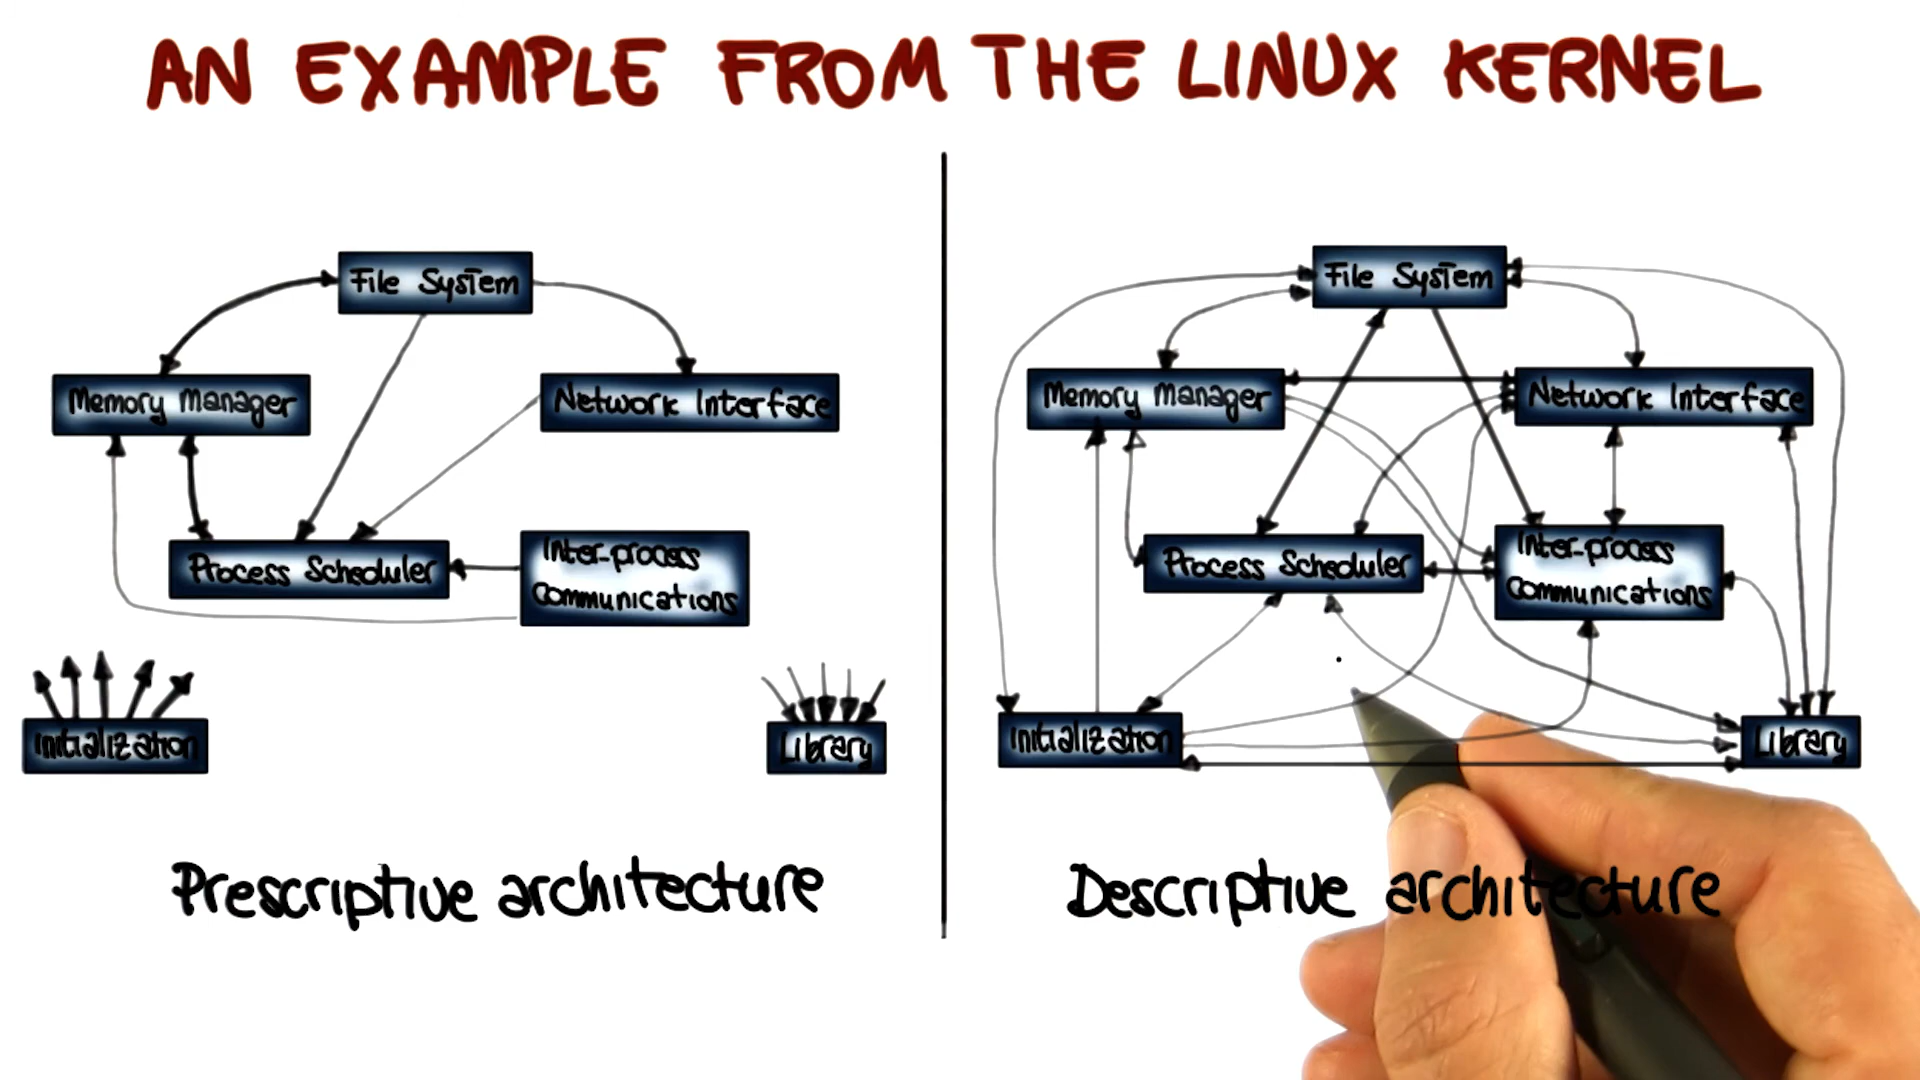 AN EXAMPLE FROM THE LINUX KERNEL
File System
Memory Manager
Network Interface
Process Scheduler
Inter-process
Communications
Initialization
Library
Prescriptive architecture
File System
Memory Manager
Network Interface
Process Scheduler
Inter-process
Communications
Initialization
Library
Descriptive architecture